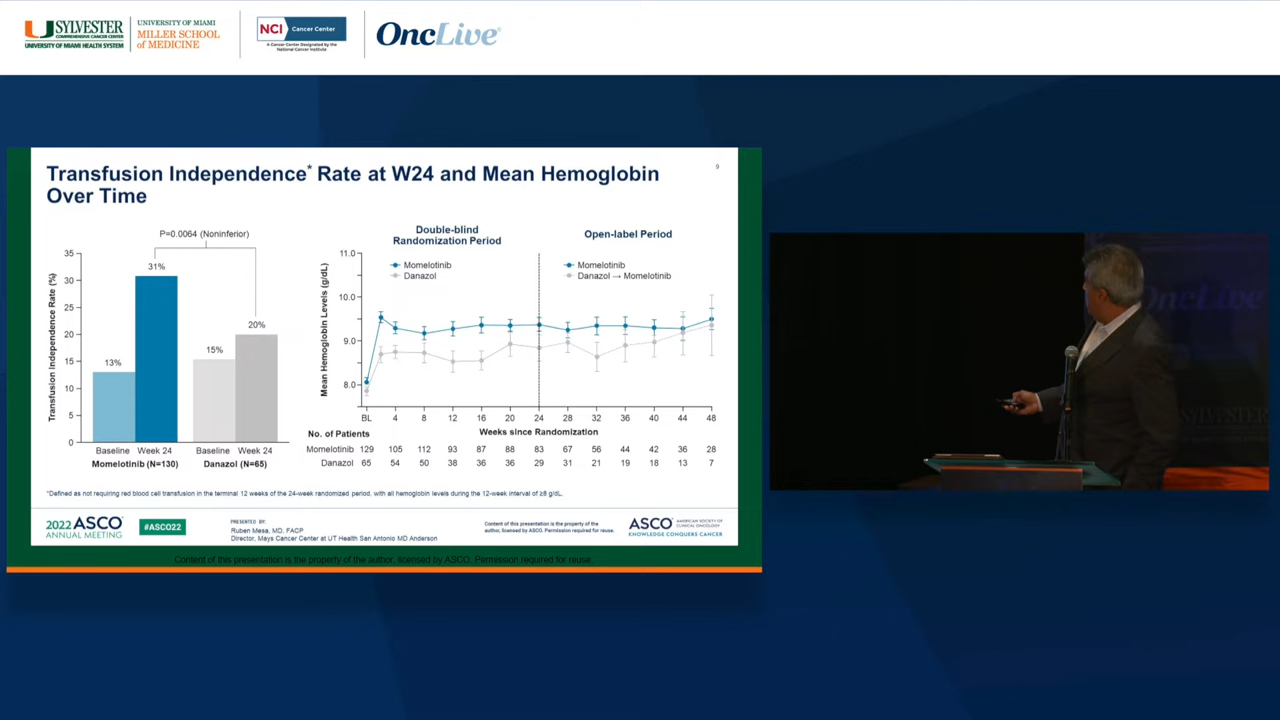 SYLVESTER
COMPREHENSIVE CANCER CENTER
UNIVERSITY OF MIAMI HEALTH SYSTEM
UNIVERSITY OF MIAMI
MILLER SCHOOL
of MEDICINE
NCI
Cancer Center
A Cancer Center Designated by the
National Cancer Institute
OncLive®
Transfusion Independence* Rate at W24 and Mean Hemoglobin
Over Time
9
P=0.0064 (Noninferior)
Transfusion Independence Rate (%)
35
30
25
20
15
10
5
0
13%
31%
15%
20%
Baseline Week 24 Baseline Week 24
Momelotinib (N=130) Danazol (N=65)
Double-blind
Randomization Period
Open-label Period
Momelotinib
Danazol
Momelotinib
Danazol → Momelotinib
Mean Hemoglobin Levels (g/dL)
11.0
10.0
9.0
8.0
BL 4 8 12 16 20 24 28 32 36 40 44 48
No. of Patients
Weeks since Randomization
Momelotinib 129 105 112 93 87 88 83 67 56 44 42 36 28
Danazol 65 54 50 38 36 36 29 31 21 19 18 13 7
*Defined as not requiring red blood cell transfusion in the terminal 12 weeks of the 24-week randomized period, with all hemoglobin levels during the 12-week interval of ≥8 g/dL.
2022 ASCO®
ANNUAL MEETING
#ASCO22
PRESENTED BY:
Ruben Mesa, MD, FACP
Director, Mays Cancer Center at UT Health San Antonio MD Anderson
Content of this presentation is the property of the
author, licensed by ASCO. Permission required for reuse.
ASCO® AMERICAN SOCIETY OF
CLINICAL ONCOLOGY
KNOWLEDGE CONQUERS CANCER
Content of this presentation is the property of the author, licensed by ASCO. Permission required for reuse.
OncLive
SYLVESTER